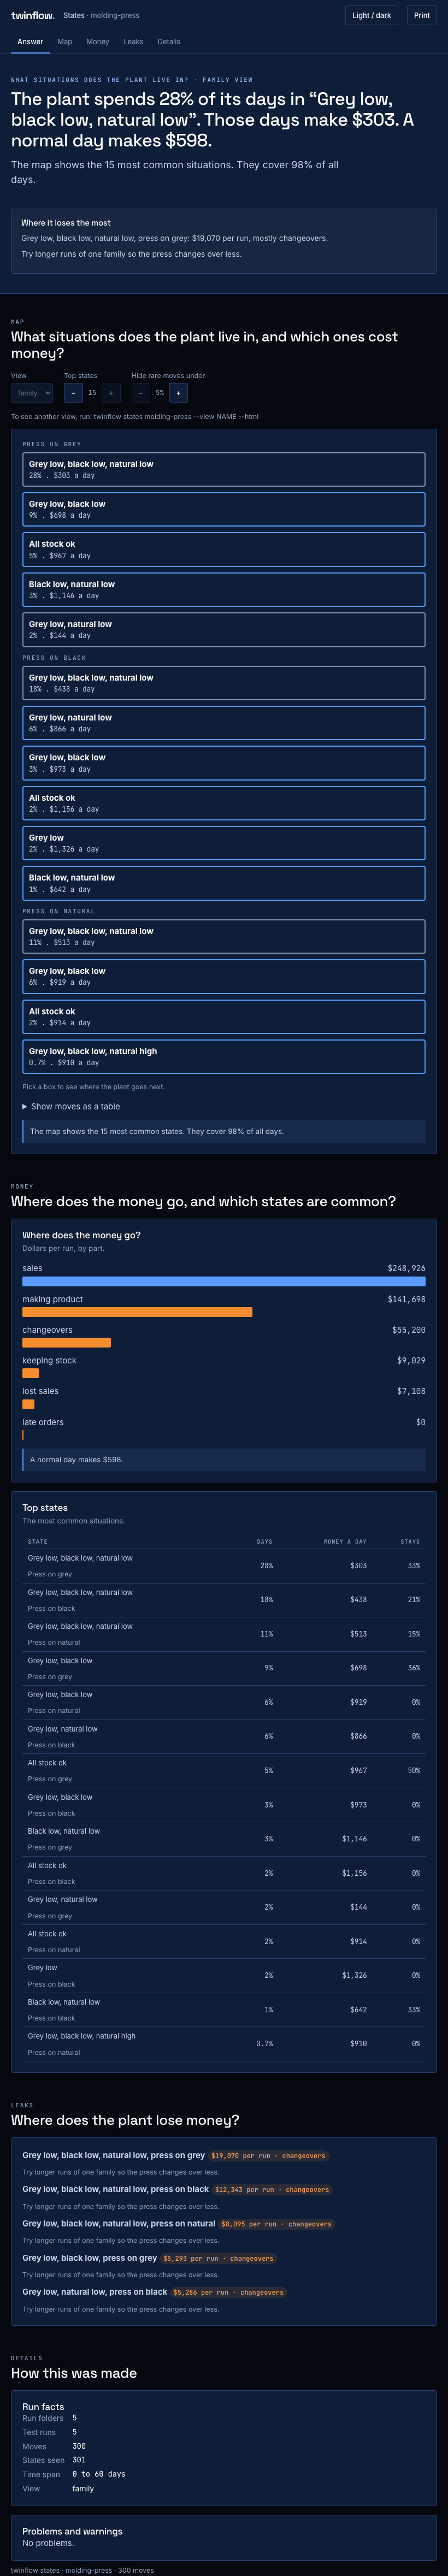 twinflow. States · molding-press Light / dark Print
Answer Map Money Leaks Details
WHAT SITUATIONS DOES THE PLANT LIVE IN? · FAMILY VIEW
The plant spends 28% of its days in “Grey low,
black low, natural low”. Those days make $303. A
normal day makes $598.
The map shows the 15 most common situations. They cover 98% of all
days.
Where it loses the most
Grey low, black low, natural low, press on grey: $19,070 per run, mostly changeovers.
Try longer runs of one family so the press changes over less.
MAP
What situations does the plant live in, and which ones cost
money?
View Top states Hide rare moves under
family − 15 + − 5% +
To see another view, run: twinflow states molding-press --view NAME --html
PRESS ON GREY
Grey low, black low, natural low
28% . $303 a day
Grey low, black low
9% . $698 a day
All stock ok
5% . $967 a day
Black low, natural low
3% . $1,146 a day
Grey low, natural low
2% . $144 a day
PRESS ON BLACK
Grey low, black low, natural low
18% . $438 a day
Grey low, natural low
6% . $866 a day
Grey low, black low
3% . $973 a day
All stock ok
2% . $1,156 a day
Grey low
2% . $1,326 a day
Black low, natural low
1% . $642 a day
PRESS ON NATURAL
Grey low, black low, natural low
11% . $513 a day
Grey low, black low
6% . $919 a day
All stock ok
2% . $914 a day
Grey low, black low, natural high
0.7% . $910 a day
Pick a box to see where the plant goes next.
▶ Show moves as a table
The map shows the 15 most common states. They cover 98% of all days.
MONEY
Where does the money go, and which states are common?
Where does the money go?
Dollars per run, by part.
sales $248,926
making product $141,698
changeovers $55,200
keeping stock $9,029
lost sales $7,108
late orders $0
A normal day makes $598.
Top states
The most common situations.
STATE DAYS MONEY A DAY STAYS
Grey low, black low, natural low
Press on grey 28% $303 33%
Grey low, black low, natural low
Press on black 18% $438 21%
Grey low, black low, natural low
Press on natural 11% $513 15%
Grey low, black low
Press on grey 9% $698 36%
Grey low, black low
Press on natural 6% $919 0%
Grey low, natural low
Press on black 6% $866 0%
All stock ok
Press on grey 5% $967 50%
Grey low, black low
Press on black 3% $973 0%
Black low, natural low
Press on grey 3% $1,146 0%
All stock ok
Press on black 2% $1,156 0%
Grey low, natural low
Press on grey 2% $144 0%
All stock ok
Press on natural 2% $914 0%
Grey low
Press on black 2% $1,326 0%
Black low, natural low
Press on black 1% $642 33%
Grey low, black low, natural high
Press on natural 0.7% $910 0%
LEAKS
Where does the plant lose money?
Grey low, black low, natural low, press on grey $19,070 per run · changeovers
Try longer runs of one family so the press changes over less.
Grey low, black low, natural low, press on black $12,343 per run · changeovers
Try longer runs of one family so the press changes over less.
Grey low, black low, natural low, press on natural $8,095 per run · changeovers
Try longer runs of one family so the press changes over less.
Grey low, black low, press on grey $5,293 per run · changeovers
Try longer runs of one family so the press changes over less.
Grey low, natural low, press on black $5,286 per run · changeovers
Try longer runs of one family so the press changes over less.
DETAILS
How this was made
Run facts
Run folders 5
Test runs 5
Moves 300
States seen 301
Time span 0 to 60 days
View family
Problems and warnings
No problems.
twinflow states · molding-press · 300 moves